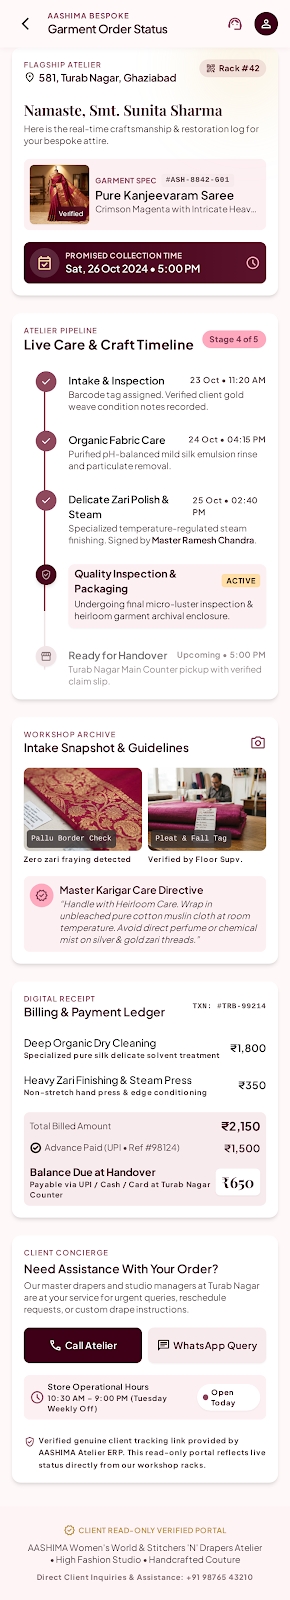 AASHIMA BESPOKE
Garment Order Status
FLAGSHIP ATELIER
581, Turab Nagar, Ghaziabad
Rack #42
Namaste, Smt. Sunita Sharma
Here is the real-time craftsmanship & restoration log for
your bespoke attire.
GARMENT SPEC #ASH-8842-G01
Pure Kanjeevaram Saree
Crimson Magenta with Intricate Heav...
Verified
PROMISED COLLECTION TIME
Sat, 26 Oct 2024 • 5:00 PM
ATELIER PIPELINE
Live Care & Craft Timeline
Stage 4 of 5
Intake & Inspection
23 Oct • 11:20 AM
Barcode tag assigned. Verified client gold
weave condition notes recorded.
Organic Fabric Care
24 Oct • 04:15 PM
Purified pH-balanced mild silk emulsion rinse
and particulate removal.
Delicate Zari Polish &
Steam
25 Oct • 02:40
PM
Specialized temperature-regulated steam
finishing. Signed by Master Ramesh Chandra.
Quality Inspection &
Packaging
ACTIVE
Undergoing final micro-luster inspection &
heirloom garment archival enclosure.
Ready for Handover
Upcoming • 5:00 PM
Turab Nagar Main Counter pickup with verified
claim slip.
WORKSHOP ARCHIVE
Intake Snapshot & Guidelines
Pallu Border Check
Pleat & Fall Tag
Zero zari fraying detected
Verified by Floor Supv.
Master Karigar Care Directive
"Handle with Heirloom Care. Wrap in
unbleached pure cotton muslin cloth at room
temperature. Avoid direct perfume or chemical
mist on silver & gold zari threads."
DIGITAL RECEIPT
Billing & Payment Ledger
TXN: #TRB-99214
Deep Organic Dry Cleaning
Specialized pure silk delicate solvent treatment
₹1,800
Heavy Zari Finishing & Steam Press
Non-stretch hand press & edge conditioning
₹350
Total Billed Amount
₹2,150
Advance Paid (UPI • Ref #98124)
₹1,500
Balance Due at Handover
Payable via UPI / Cash / Card at Turab Nagar
Counter
₹650
CLIENT CONCIERGE
Need Assistance With Your Order?
Our master drapers and studio managers at Turab Nagar
are at your service for urgent queries, reschedule
requests, or custom drape instructions.
Call Atelier
WhatsApp Query
Store Operational Hours
10:30 AM – 9:00 PM (Tuesday
Weekly Off)
Open
Today
Verified genuine client tracking link provided by
AASHIMA Atelier ERP. This read-only portal reflects live
status directly from our workshop racks.
CLIENT READ-ONLY VERIFIED PORTAL
AASHIMA Women's World & Stitchers 'N' Drapers Atelier
• High Fashion Studio • Handcrafted Couture
Direct Client Inquiries & Assistance: +91 98765 43210